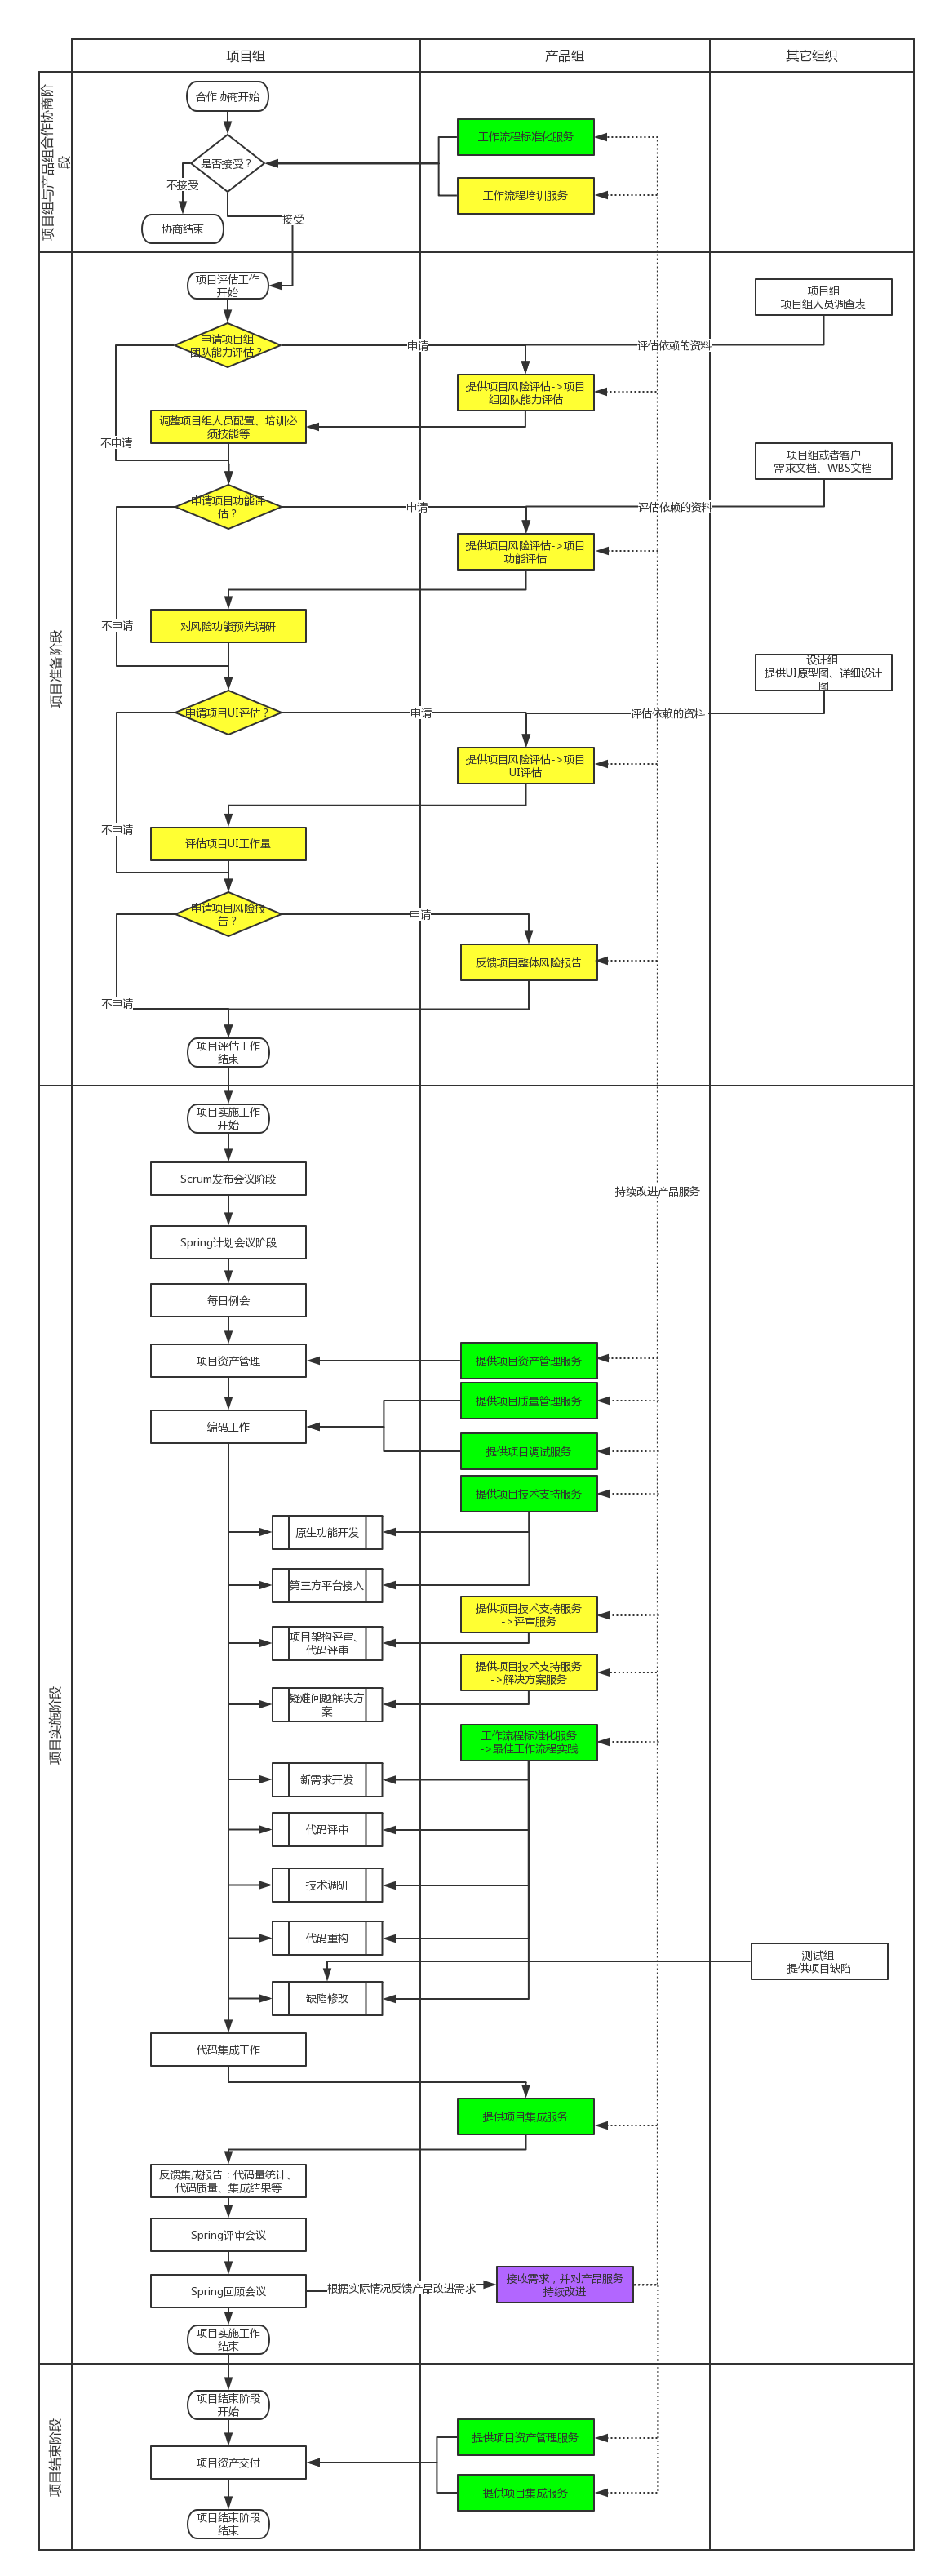 项目组
产品组
其它组织
项目组与产品组合作协商阶
段
合作协商开始
工作流程标准化服务
是否接受？
不接受
工作流程培训服务
协商结束
接受
项目准备阶段
项目评估工作
开始
项目组
项目组人员调查表
申请项目组
团队能力评估？
申请
评估依赖的资料
提供项目风险评估->项目
组团队能力评估
调整项目组人员配置、培训必
须技能等
不申请
项目组或者客户
需求文档、WBS文档
申请项目功能评
估？
申请
评估依赖的资料
提供项目风险评估->项目
功能评估
对风险功能预先调研
不申请
设计组
提供UI原型图、详细设计
图
申请项目UI评估？
申请
评估依赖的资料
提供项目风险评估->项目
UI评估
不申请
评估项目UI工作量
申请项目风险报
告？
申请
反馈项目整体风险报告
不申请
项目评估工作
结束
项目实施阶段
项目实施工作
开始
Scrum发布会议阶段
持续改进产品服务
Spring计划会议阶段
每日例会
项目资产管理
提供项目资产管理服务
提供项目质量管理服务
编码工作
提供项目调试服务
提供项目技术支持服务
原生功能开发
第三方平台接入
提供项目技术支持服务
->评审服务
项目架构评审、
代码评审
提供项目技术支持服务
->解决方案服务
疑难问题解决方
案
工作流程标准化服务
->最佳工作流程实践
新需求开发
代码评审
技术调研
代码重构
测试组
提供项目缺陷
缺陷修改
代码集成工作
提供项目集成服务
反馈集成报告：代码量统计、
代码质量、集成结果等
Spring评审会议
Spring回顾会议
根据实际情况反馈产品改进需求
接收需求，并对产品服务
持续改进
项目实施工作
结束
项目结束阶段
项目结束阶段
开始
提供项目资产管理服务
项目资产交付
提供项目集成服务
项目结束阶段
结束